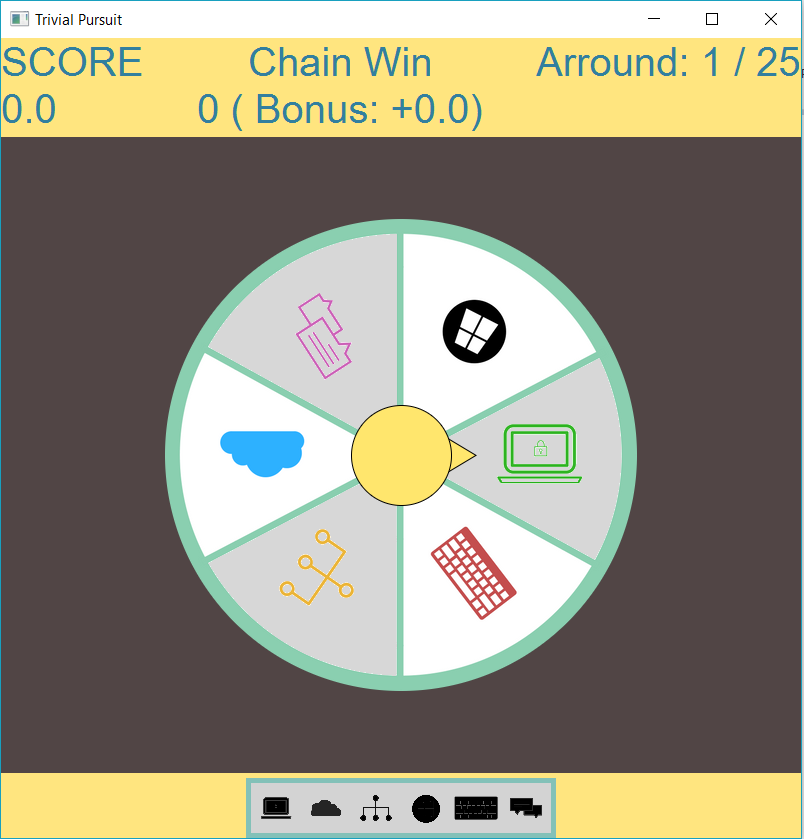 Trivial Pursuit
SCORE Chain Win Arround: 1 / 25
0.0 0 ( Bonus: +0.0)